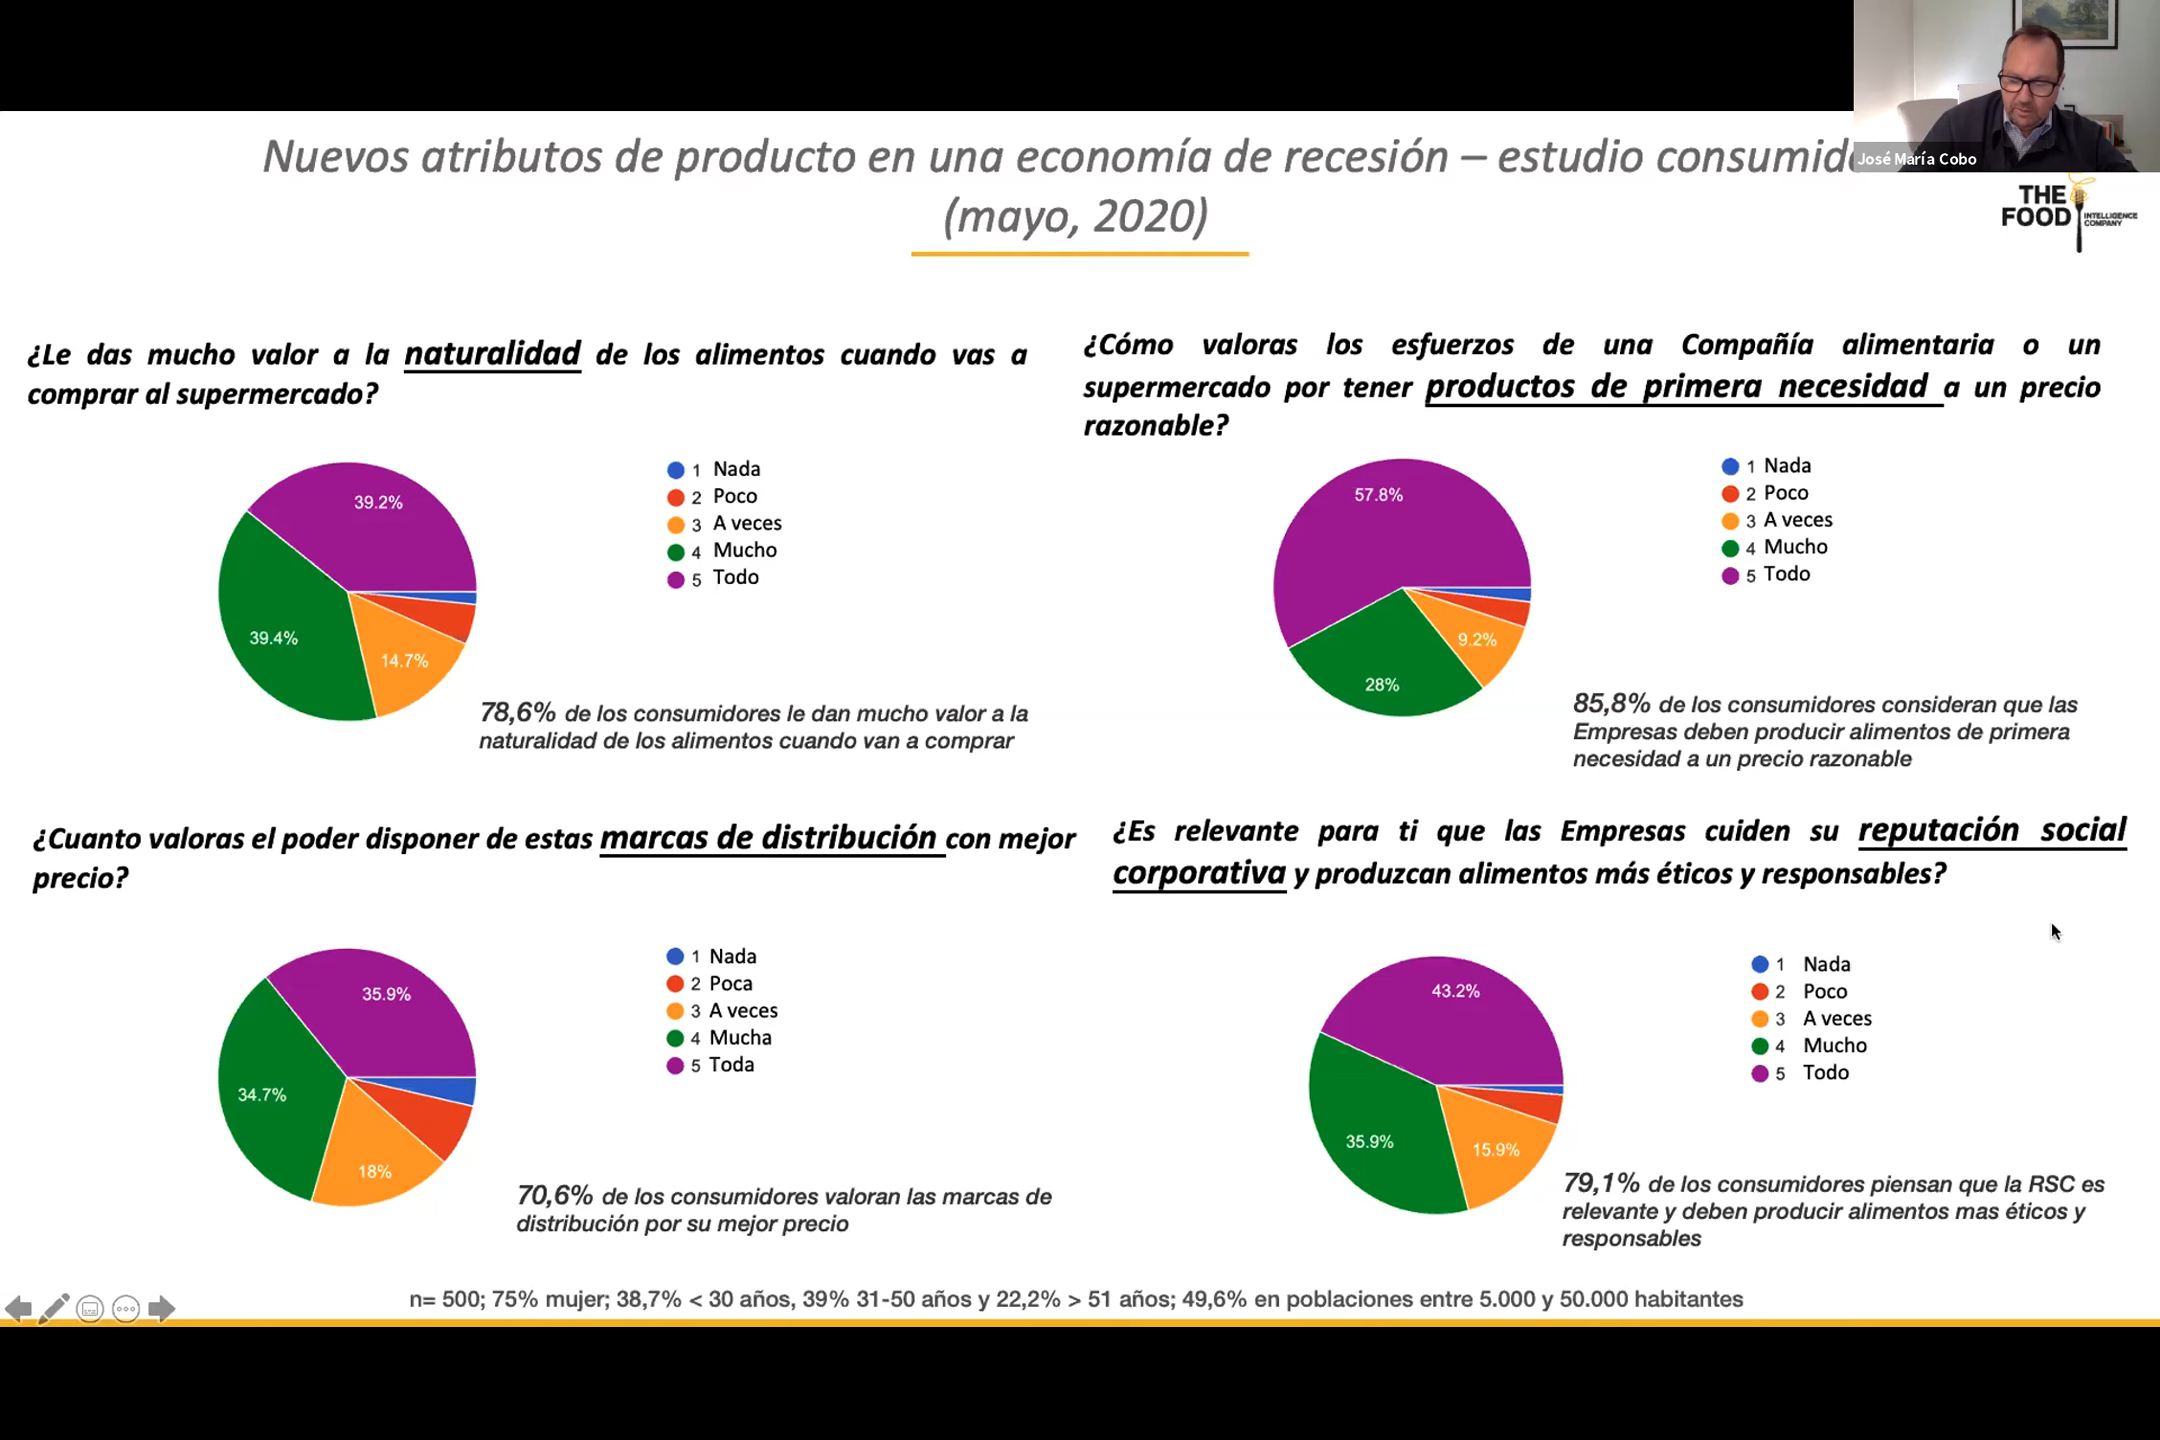 José María Cobo
Nuevos atributos de producto en una economía de recesión – estudio consumid
(mayo, 2020)
THE
FOOD
INTELLIGENCE
COMPANY
¿Le das mucho valor a la naturalidad de los alimentos cuando vas a
comprar al supermercado?
39.2%
39.4%
14.7%
1 Nada
2 Poco
3 A veces
4 Mucho
5 Todo
78,6% de los consumidores le dan mucho valor a la
naturalidad de los alimentos cuando van a comprar
¿Cómo valoras los esfuerzos de una Compañía alimentaria o un
supermercado por tener productos de primera necesidad a un precio
razonable?
57.8%
9.2%
28%
1 Nada
2 Poco
3 A veces
4 Mucho
5 Todo
85,8% de los consumidores consideran que las
Empresas deben producir alimentos de primera
necesidad a un precio razonable
¿Cuanto valoras el poder disponer de estas marcas de distribución con mejor
precio?
35.9%
34.7%
18%
1 Nada
2 Poca
3 A veces
4 Mucha
5 Toda
70,6% de los consumidores valoran las marcas de
distribución por su mejor precio
¿Es relevante para ti que las Empresas cuiden su reputación social
corporativa y produzcan alimentos más éticos y responsables?
43.2%
35.9%
15.9%
1 Nada
2 Poco
3 A veces
4 Mucho
5 Todo
79,1% de los consumidores piensan que la RSC es
relevante y deben producir alimentos mas éticos y
responsables
n= 500; 75% mujer; 38,7% < 30 años, 39% 31-50 años y 22,2% > 51 años; 49,6% en poblaciones entre 5.000 y 50.000 habitantes